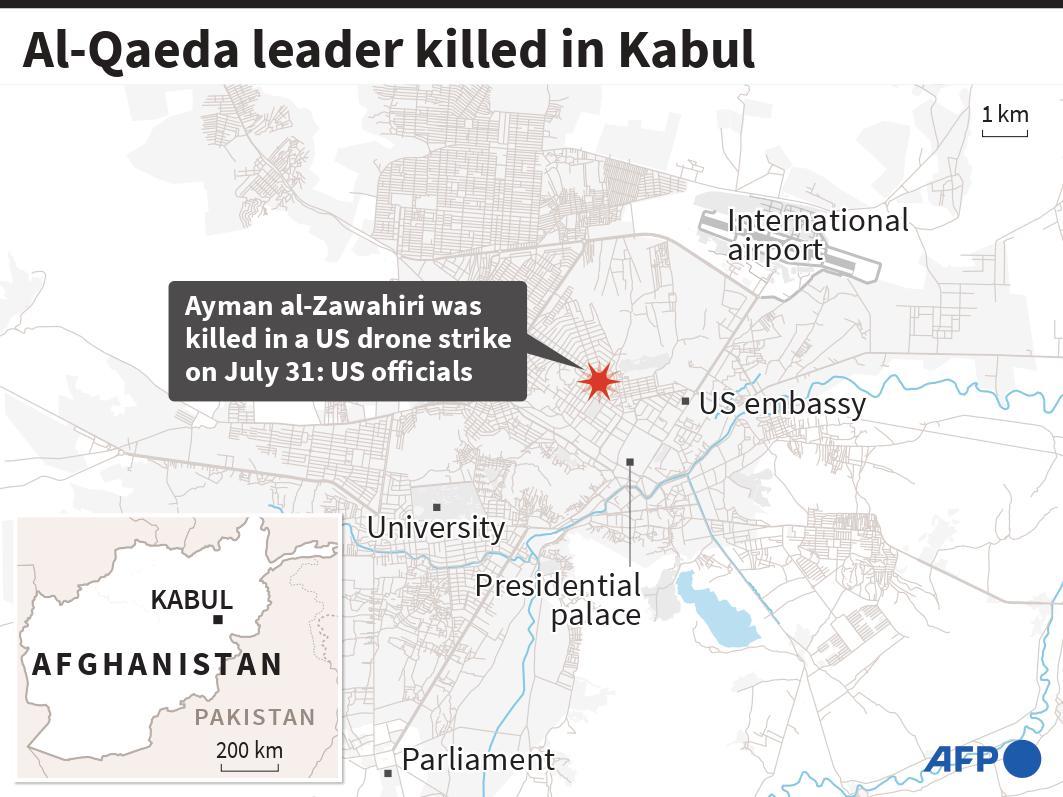 Al-Qaeda leader killed in Kabul
1 km
International
airport
Ayman al-Zawahiri was
killed in a US drone strike
on July 31: US officials
US embassy
University
Presidential
palace
KABUL
AFGHANISTAN
PAKISTAN
200 km
Parliament
AFP